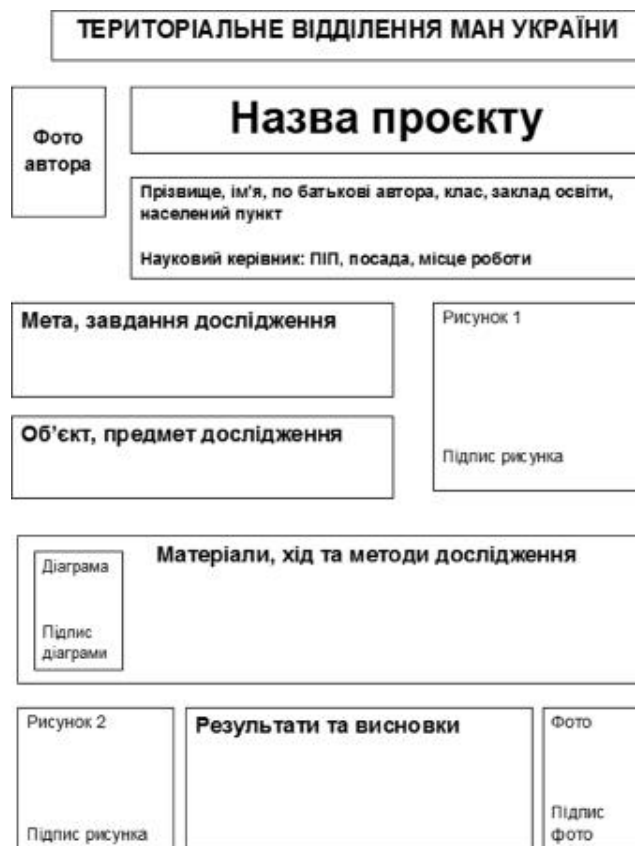 ТЕРИТОРІАЛЬНЕ ВІДДІЛЕННЯ МАН УКРАЇНИ
Фото
автора
Назва проєкту
Прізвище, ім'я, по батькові автора, клас, заклад освіти,
населений пункт
Науковий керівник: ПІП, посада, місце роботи
Мета, завдання дослідження
Рисунок 1
Підпис рисунка
Об'єкт, предмет дослідження
Матеріали, хід та методи дослідження
Діаграма
Підпис
діаграми
Рисунок 2
Підпис рисунка
Результати та висновки
Фото
Підпис
фото